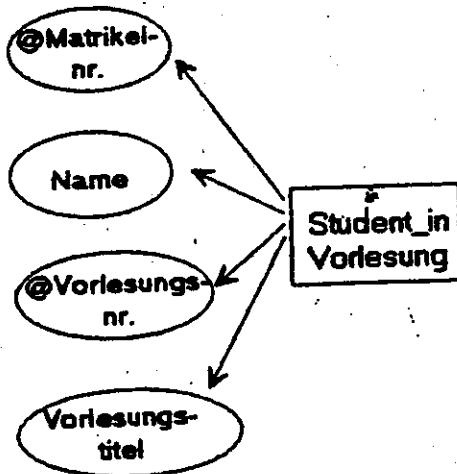 @Matrikel-
nr.
Name
Student_in
Vorlesung
@Vorlesungs-
nr.
Vorlesungs-
titel